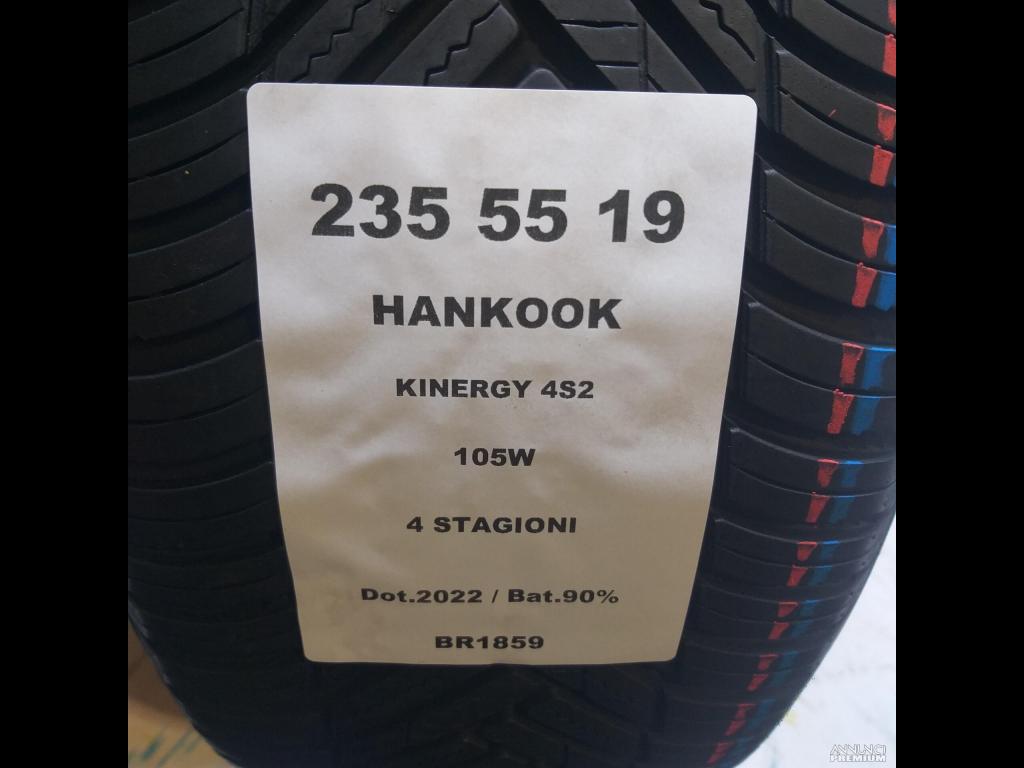 235 55 19
HANKOOK
KINERGY 4S2
105W
4 STAGIONI
Dot.2022 / Bat.90%
BR1859
ANNUNCI
PREMIUM